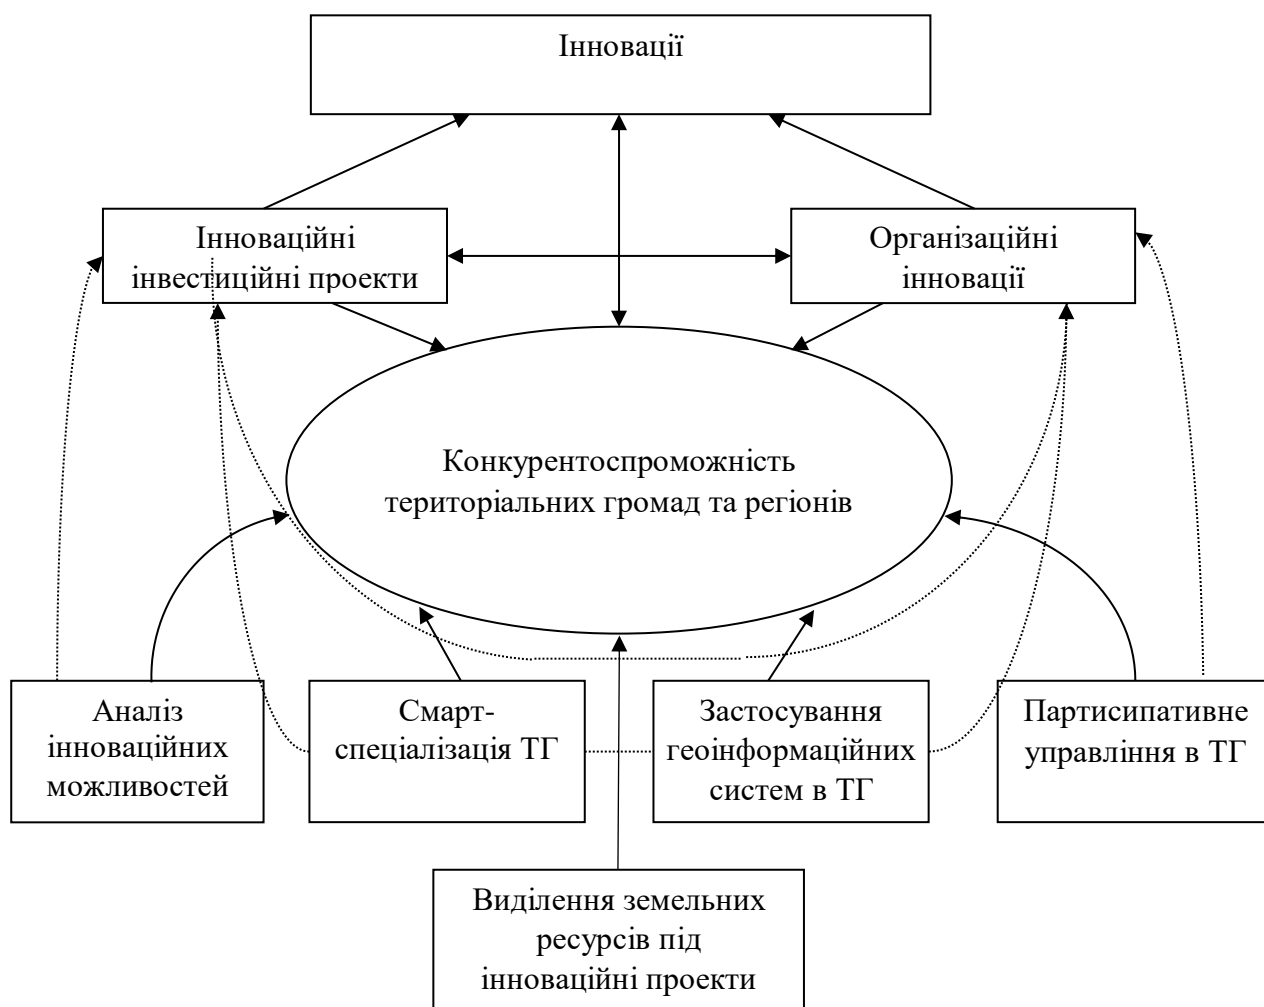 Інновації
Інноваційні
інвестиційні проекти
Організаційні
інновації
Конкурентоспроможність
територіальних громад та регіонів
Аналіз
інноваційних
можливостей
Смарт-
спеціалізація ТГ
Застосування
геоінформаційних
систем в ТГ
Партисипативне
управління в ТГ
Виділення земельних
ресурсів під
інноваційні проекти